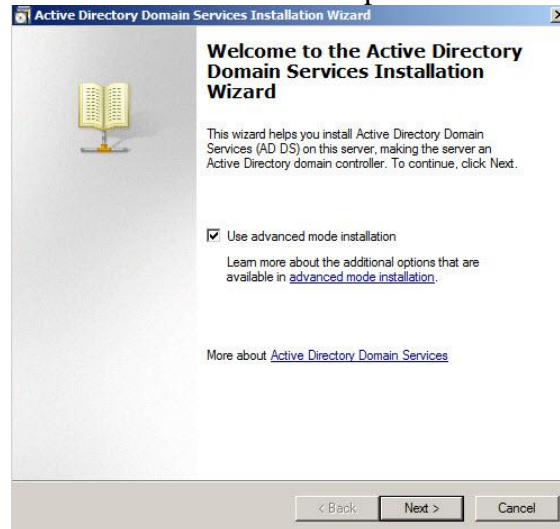 Active Directory Domain Services Installation Wizard
Welcome to the Active Directory
Domain Services Installation
Wizard
This wizard helps you install Active Directory Domain
Services (AD DS) on this server, making the server an
Active Directory domain controller. To continue, click Next.
Use advanced mode installation
Learn more about the additional options that are
available in advanced mode installation.
More about Active Directory Domain Services
< Back Next > Cancel